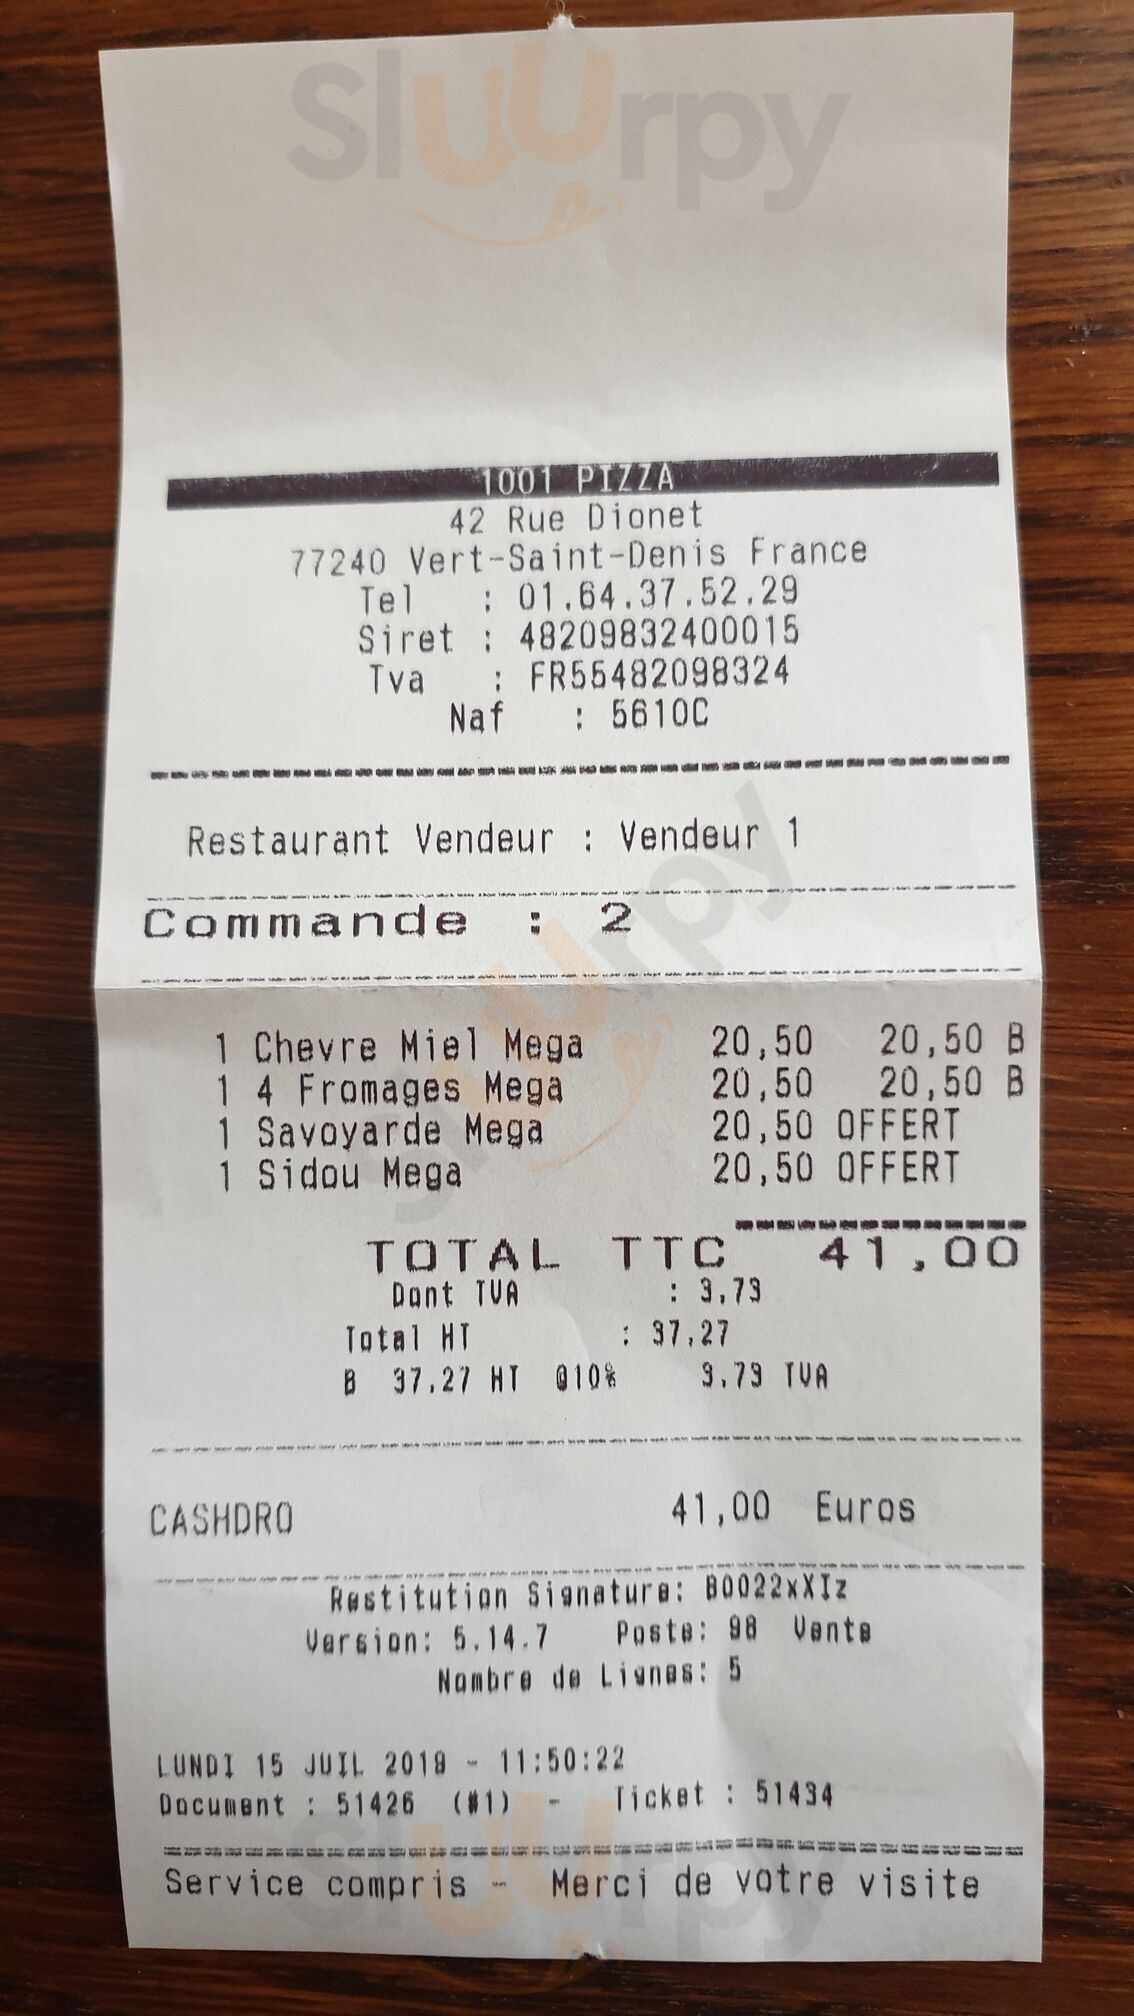 SluUrpy
1001 PIZZA
42 Rue Dionet
77240 Vert-Saint-Denis France
Tel : 01.64.37.52.29
Siret : 48209832400015
Tva : FR55482098324
Naf : 5610C
Restaurant Vendeur : Vendeur 1
Commande : 2
SluUrpy
1 Chevre Miel Mega 20,50 20,50 B
1 4 Fromages Mega 20,50 20,50 B
1 Savoyarde Mega 20,50 OFFERT
1 Sidou Mega 20,50 OFFERT
TOTAL TTC 41,00
Dont TVA : 3,73
Total HT : 37,27
B 37,27 HT @10% 3,73 TVA
CASHDRO 41,00 Euros
Restitution Signature: B0022xXIz
Version: 5.14.7 Poste: 98 Vente
Nombre de Lignes: 5
LUNDI 15 JUIL 2019 - 11:50:22
Document : 51426 (#1) - Ticket : 51434
Service compris - Merci de votre visite
SluUrpy